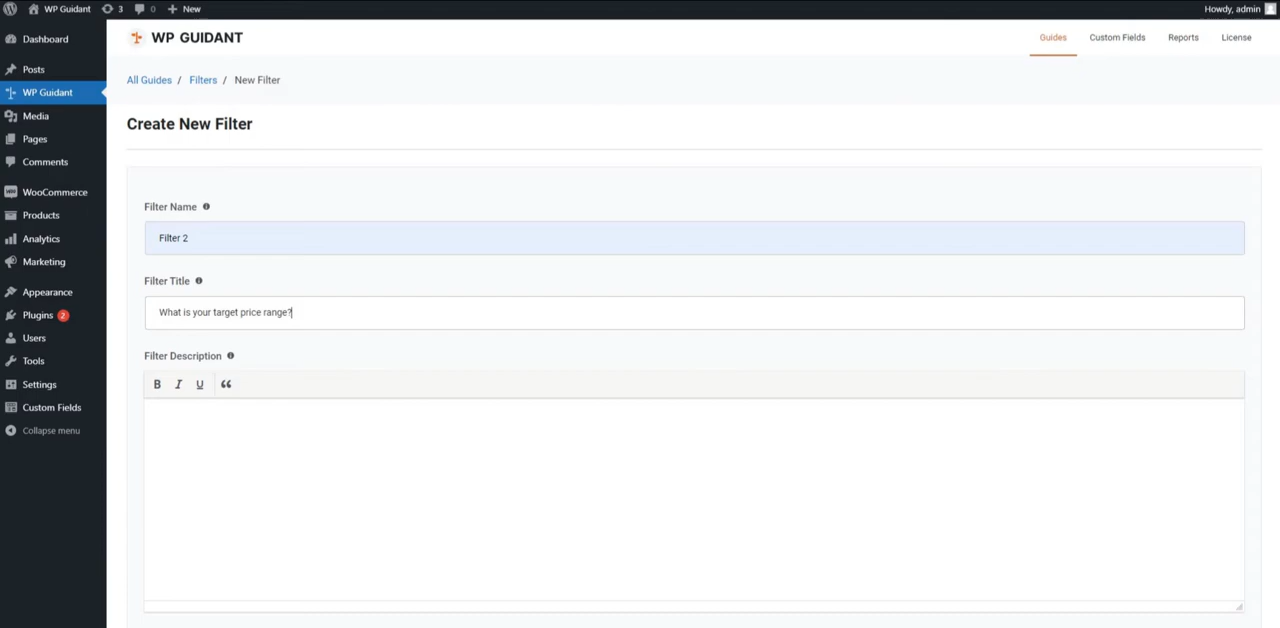 WP Guidant 3 0 New Howdy, admin
Dashboard
Posts
WP Guidant
Media
Pages
Comments
WooCommerce
Products
Analytics
Marketing
Appearance
Plugins 2
Users
Tools
Settings
Custom Fields
Collapse menu
WP GUIDANT
Guides Custom Fields Reports License
All Guides / Filters / New Filter
Create New Filter
Filter Name
Filter 2
Filter Title
What is your target price range?
Filter Description
B I U